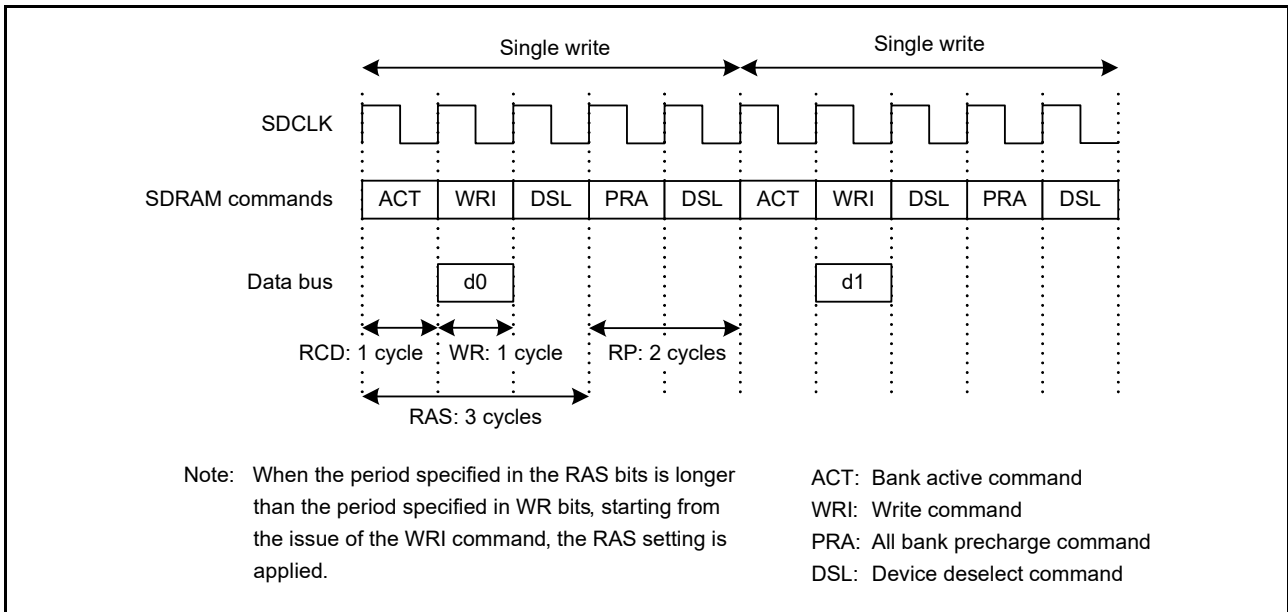 Single write Single write
SDCLK
SDRAM commands ACT WRI DSL PRA DSL ACT WRI DSL PRA DSL
Data bus d0 d1
RCD: 1 cycle WR: 1 cycle RP: 2 cycles
RAS: 3 cycles
Note: When the period specified in the RAS bits is longer
than the period specified in WR bits, starting from
the issue of the WRI command, the RAS setting is
applied.
ACT: Bank active command
WRI: Write command
PRA: All bank precharge command
DSL: Device deselect command